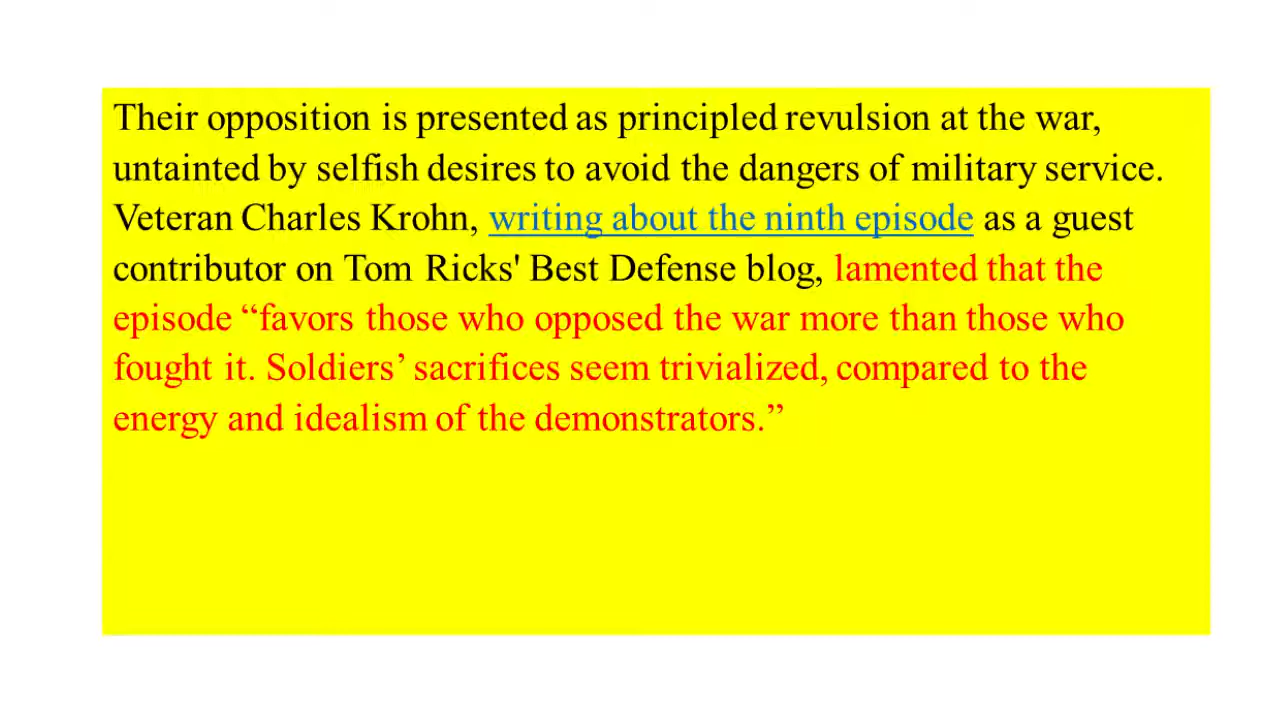 Their opposition is presented as principled revulsion at the war,
untainted by selfish desires to avoid the dangers of military service.
Veteran Charles Krohn, writing about the ninth episode as a guest
contributor on Tom Ricks' Best Defense blog, lamented that the
episode “favors those who opposed the war more than those who
fought it. Soldiers’ sacrifices seem trivialized, compared to the
energy and idealism of the demonstrators.”